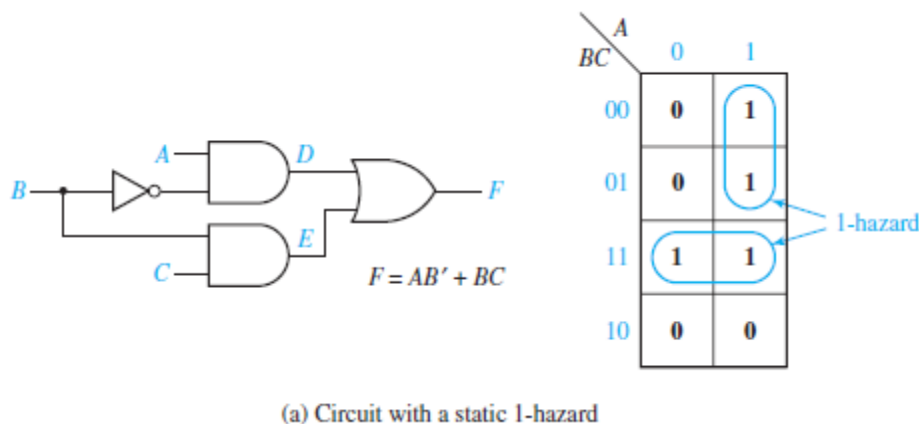 A
BC
0 1
00 0 1
01 0 1
11 1 1
10 0 0
1-hazard
A
B
C
D
E
F
F = AB′ + BC
(a) Circuit with a static 1-hazard